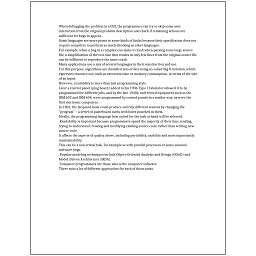 When debugging the problem in a GUI, the programmer can try to skip some user
interaction from the original problem description and check if remaining actions are
sufficient for bugs to appear.
Some languages are more prone to some kinds of faults because their specification does not
require compilers to perform as much checking as other languages.
For example, when a bug in a compiler can make it crash when parsing some large source
file, a simplification of the test case that results in only few lines from the original source file
can be sufficient to reproduce the same crash.
Many applications use a mix of several languages in their construction and use.
For this purpose, algorithms are classified into orders using so-called Big O notation, which
expresses resource use, such as execution time or memory consumption, in terms of the size
of an input.
However, readability is more than just programming style.
Later a control panel (plug board) added to his 1906 Type I Tabulator allowed it to be
programmed for different jobs, and by the late 1940s, unit record equipment such as the
IBM 602 and IBM 604, were programmed by control panels in a similar way, as were the
first electronic computers.
In 1801, the Jacquard loom could produce entirely different weaves by changing the
"program" – a series of pasteboard cards with holes punched in them.
Ideally, the programming language best suited for the task at hand will be selected.
Readability is important because programmers spend the majority of their time reading,
trying to understand, reusing and modifying existing source code, rather than writing new
source code.
It affects the aspects of quality above, including portability, usability and most importantly
maintainability.
This can be a non-trivial task, for example as with parallel processes or some unusual
software bugs.
Popular modeling techniques include Object-Oriented Analysis and Design (OOAD) and
Model-Driven Architecture (MDA).
Computer programmers are those who write computer software.
There exist a lot of different approaches for each of those tasks.